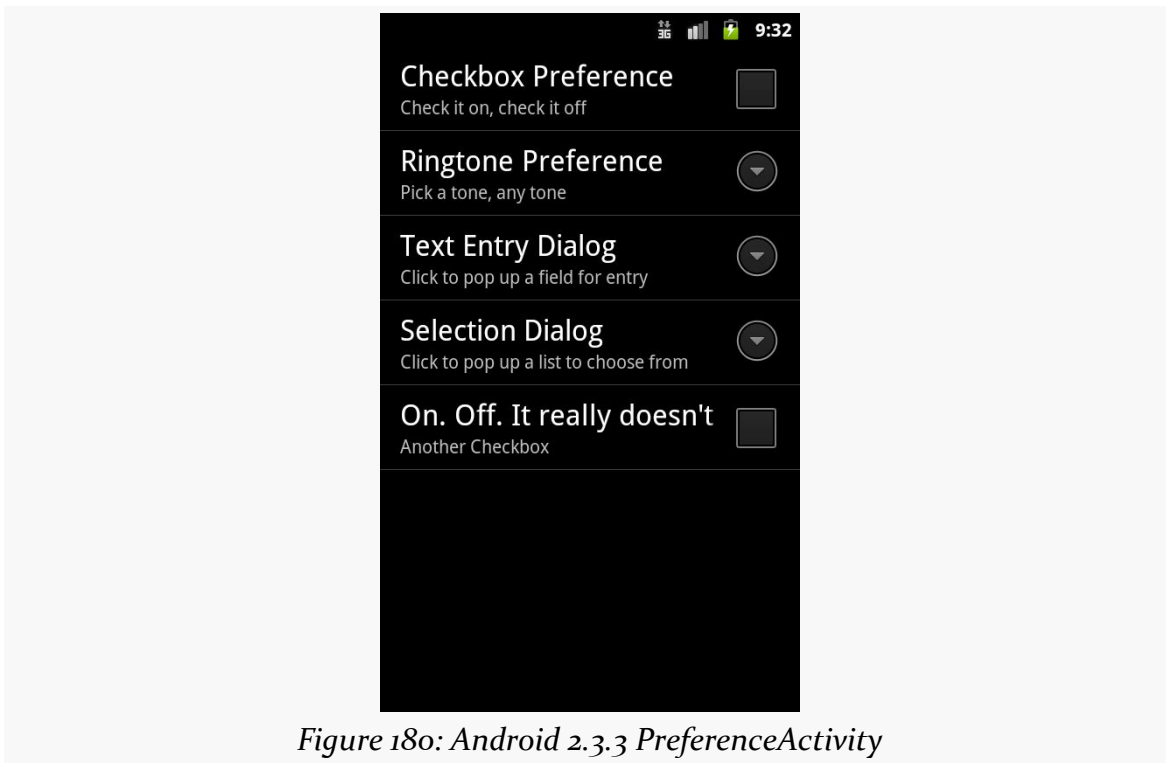 3G 9:32
Checkbox Preference
Check it on, check it off
Ringtone Preference
Pick a tone, any tone
Text Entry Dialog
Click to pop up a field for entry
Selection Dialog
Click to pop up a list to choose from
On. Off. It really doesn't
Another Checkbox
Figure 180: Android 2.3.3 PreferenceActivity